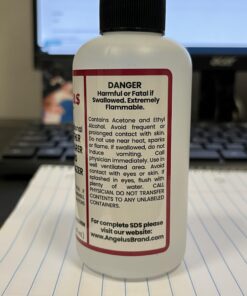 DANGER
Harmful or Fatal if
Swallowed. Extremely
Flammable.
Contains Acetone and Ethyl
Alcohol. Avoid frequent or
prolonged contact with skin.
Do not use near heat, sparks
or flame. If swallowed, do not
induce vomiting. Call
physician immediately. Use in
well ventilated area. Avoid
contact with eyes or skin. If
splashed in eyes, flush with
plenty of water. CALL
PHYSICIAN. DO NOT TRANSFER
CONTENTS TO ANY UNLABELED
CONTAINERS.
For complete SDS please
visit our website:
www.AngelusBrand.com